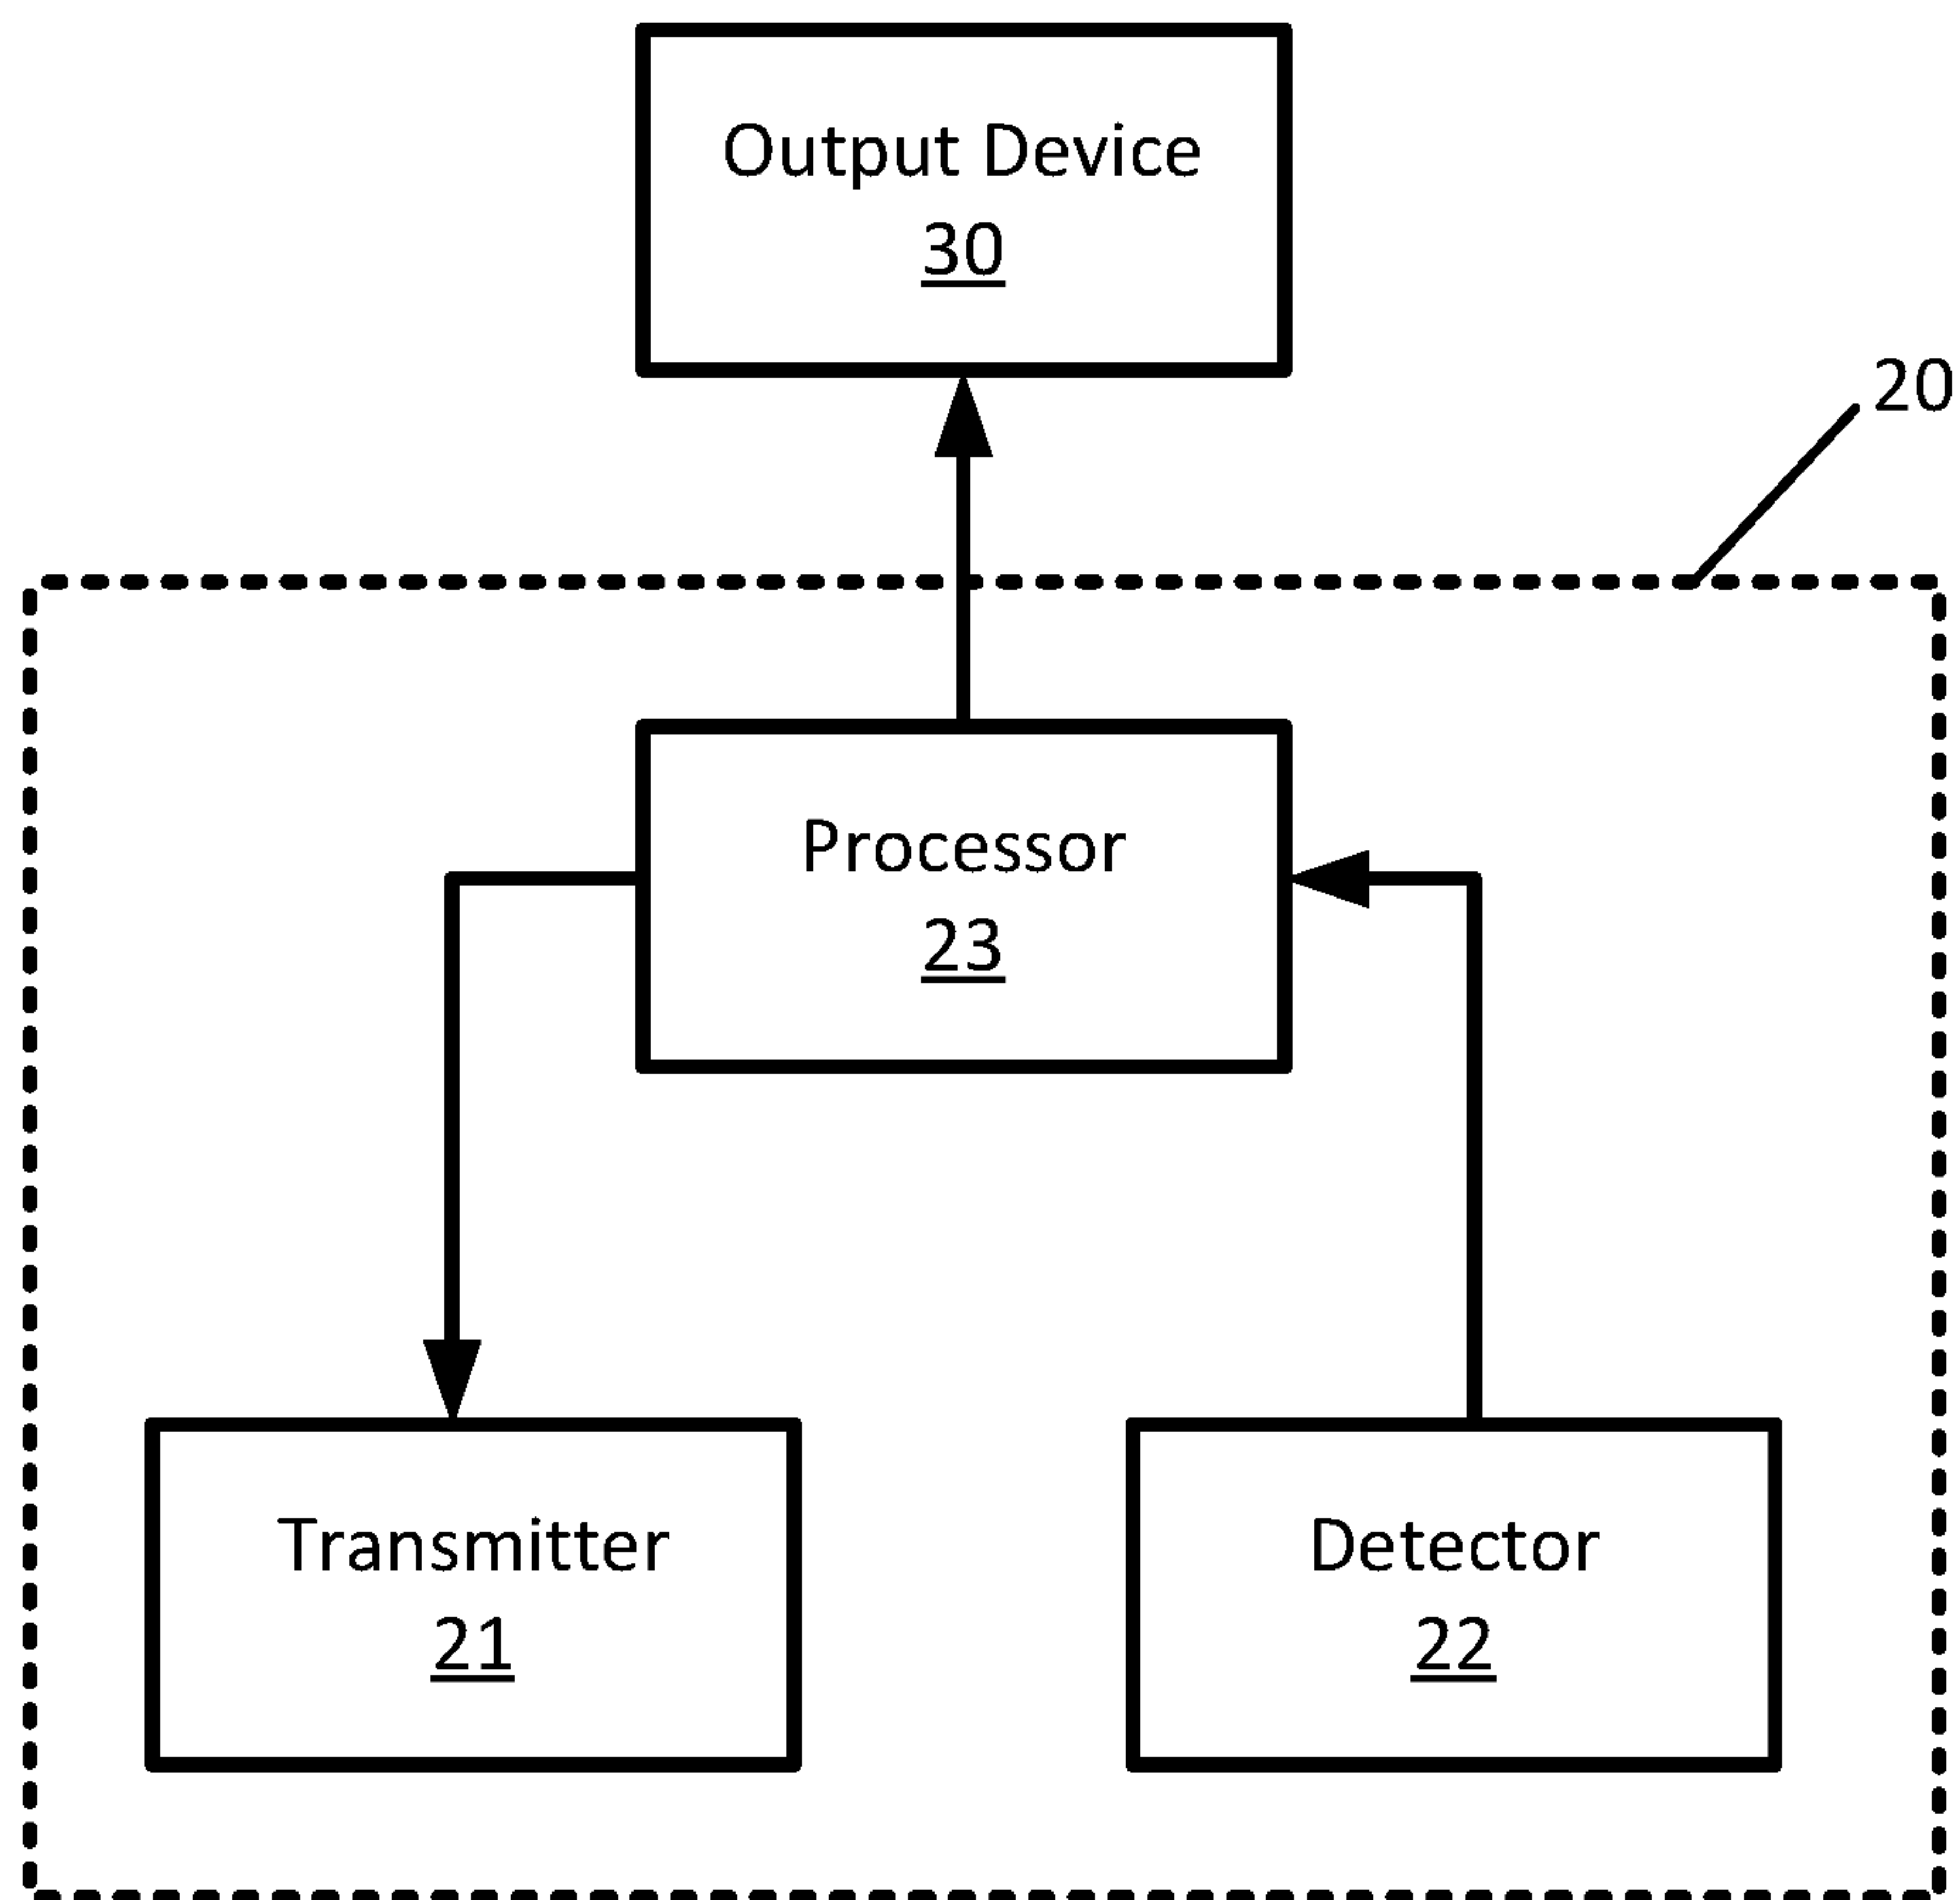 Output Device
30
20
Processor
23
Transmitter
21
Detector
22